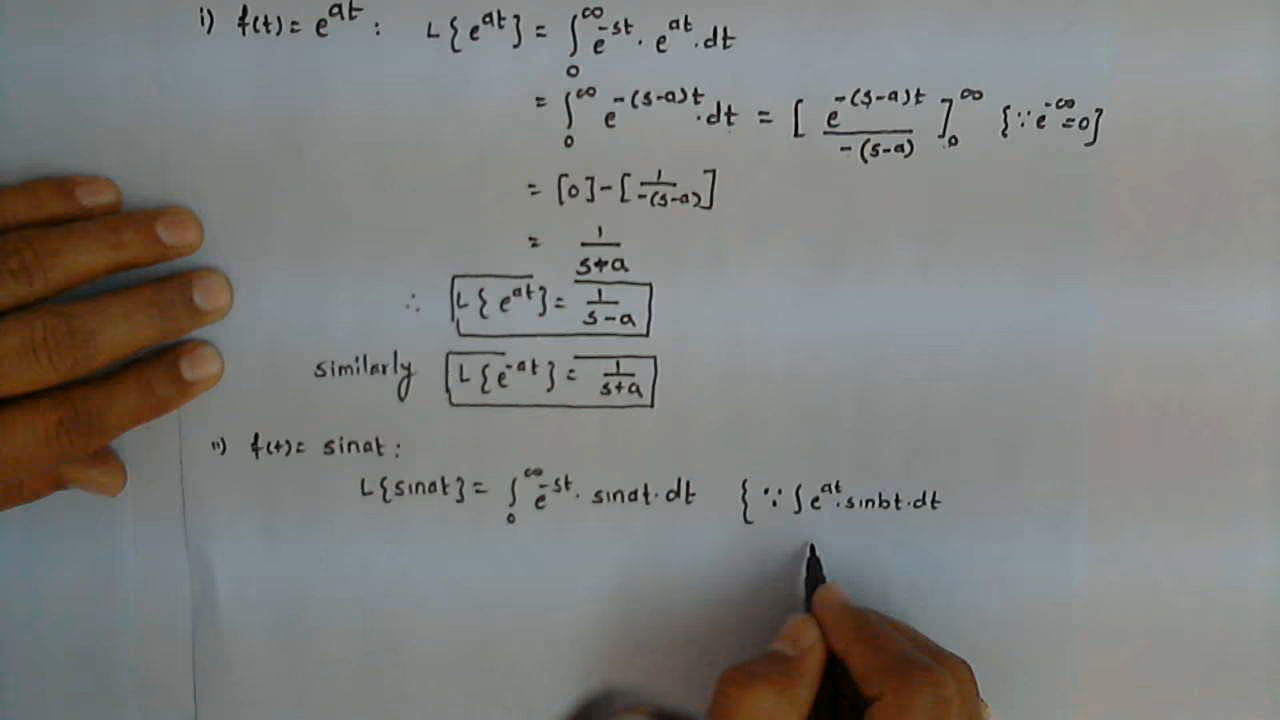 i) f(t) = e^{at} : L{e^{at}} = ∫_0^∞ e^{-st} . e^{at} . dt
= ∫_0^∞ e^{-(s-a)t} . dt = [ e^{-(s-a)t} / -(s-a) ]_0^∞ {∵ e^{-∞} = 0}
= [0] - [ 1 / -(s-a) ]
= 1 / s+a
∴ L{e^{at}} = 1 / s-a
similarly L{e^{-at}} = 1 / s+a
ii) f(t) = sinat :
L{sinat} = ∫_0^∞ e^{-st} . sinat . dt { ∵ ∫ e^{at} . sinbt . dt